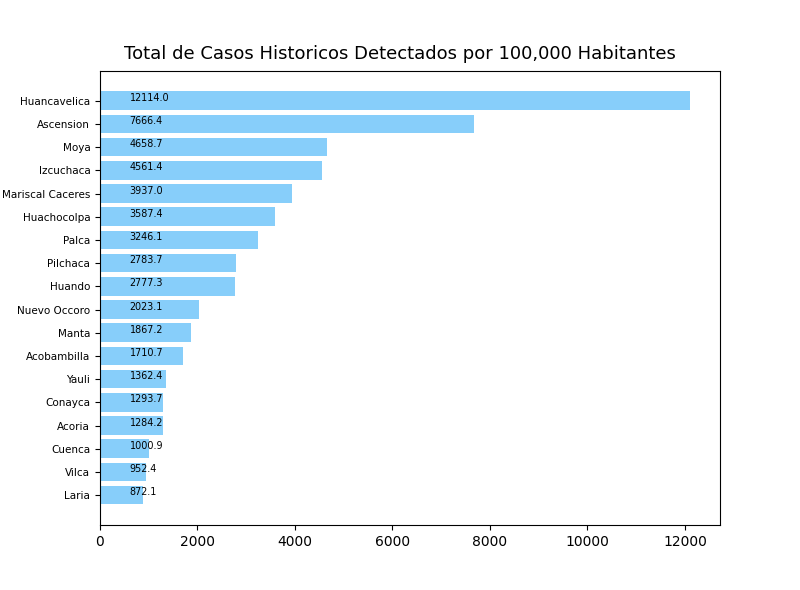 Total de Casos Historicos Detectados por 100,000 Habitantes
Huancavelica 12114.0
Ascension 7666.4
Moya 4658.7
Izcuchaca 4561.4
Mariscal Caceres 3937.0
Huachocolpa 3587.4
Palca 3246.1
Pilchaca 2783.7
Huando 2777.3
Nuevo Occoro 2023.1
Manta 1867.2
Acobambilla 1710.7
Yauli 1362.4
Conayca 1293.7
Acoria 1284.2
Cuenca 1000.9
Vilca 952.4
Laria 872.1
0 2000 4000 6000 8000 10000 12000